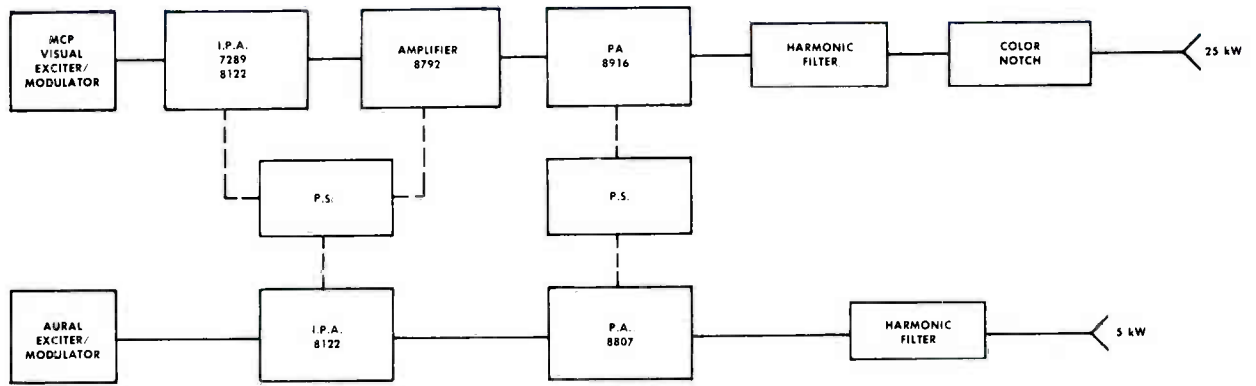 MCP
VISUAL
EXCITER/
MODULATOR
I.P.A.
7289
8122
AMPLIFIER
8792
PA
8916
HARMONIC
FILTER
COLOR
NOTCH
25 kW
P.S.
P.S.
AURAL
EXCITER/
MODULATOR
I.P.A.
8122
P.A.
8807
HARMONIC
FILTER
5 kW